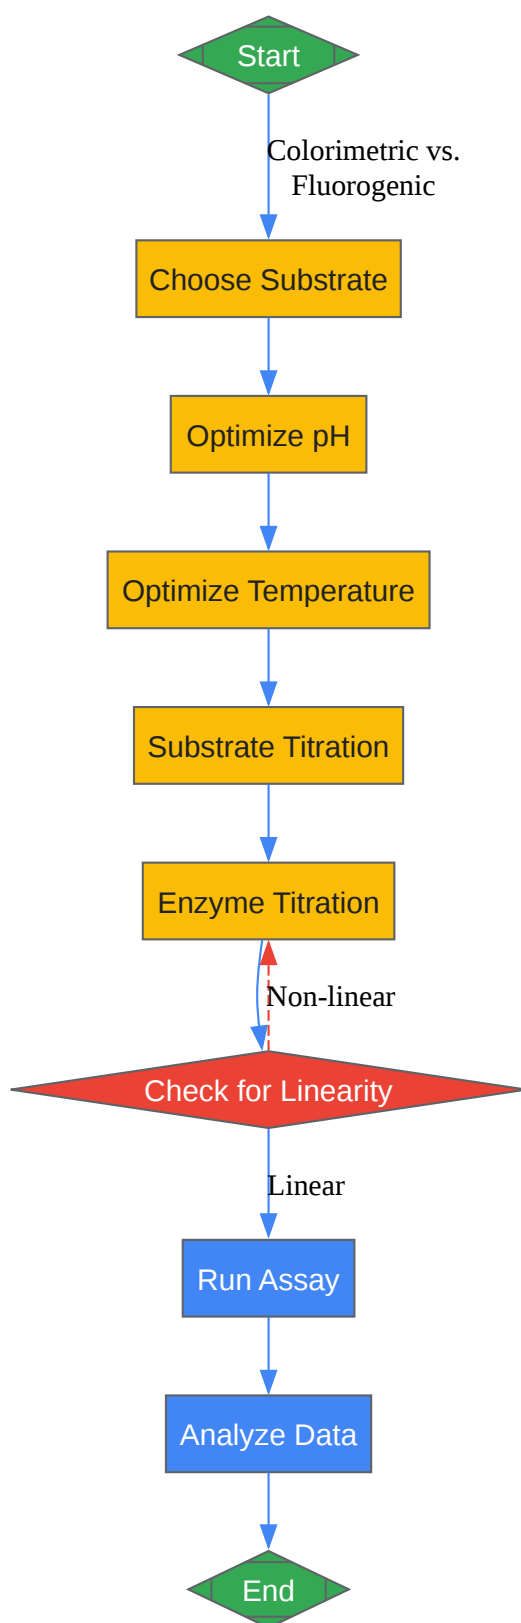 Start
Colorimetric vs.
Fluorogenic
Choose Substrate
Optimize pH
Optimize Temperature
Substrate Titration
Enzyme Titration
Non-linear
Check for Linearity
Linear
Run Assay
Analyze Data
End